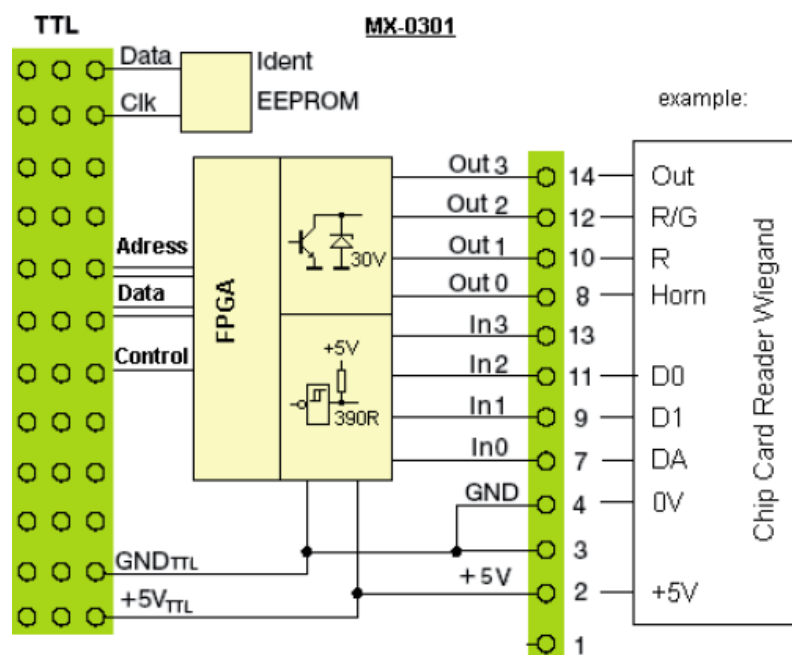 TTL
MX-0301
Data
Ident
Clk
EEPROM
example:
Out 3
14
Out
Out 2
12
R/G
Adress
30V
Out 1
10
R
Data
Out 0
8
Horn
FPGA
In3
13
Control
+5V
In2
11
D0
390R
In1
9
D1
In0
7
DA
GND
4
0V
Chip Card Reader Wiegand
3
GNDTTL
+5V
2
+5V
+5VTTL
1